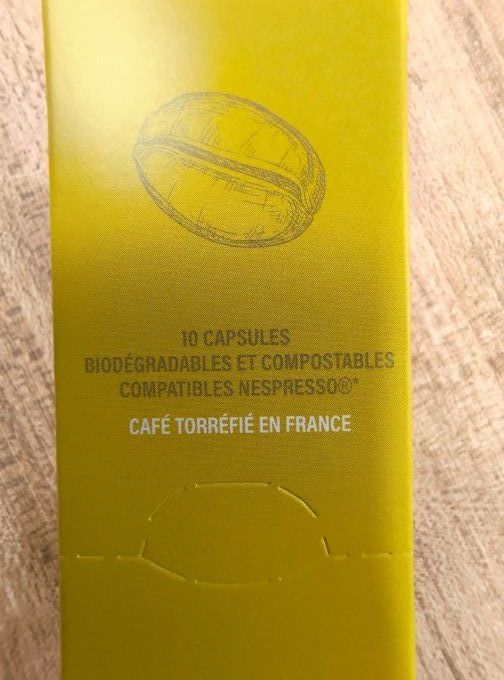 10 CAPSULES
BIODÉGRADABLES ET COMPOSTABLES
COMPATIBLES NESPRESSO®*
CAFÉ TORRÉFIÉ EN FRANCE